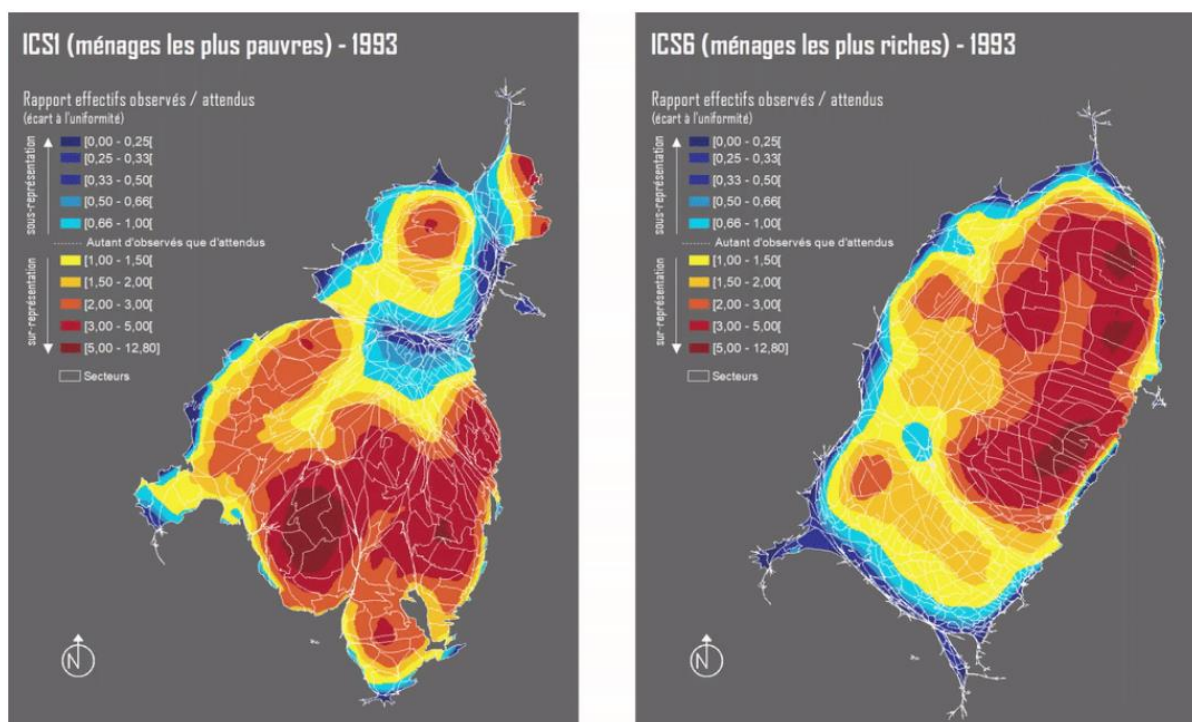 ICS1 (ménages les plus pauvres) - 1993
Rapport effectifs observés / attendus
(écart à l'uniformité)
sous-représentation
[0,00 - 0,25[
[0,25 - 0,33[
[0,33 - 0,50[
[0,50 - 0,66[
[0,66 - 1,00[
Autant d'observés que d'attendus
sur-représentation
[1,00 - 1,50[
[1,50 - 2,00[
[2,00 - 3,00[
[3,00 - 5,00[
[5,00 - 12,80]
Secteurs
N
ICS6 (ménages les plus riches) - 1993
Rapport effectifs observés / attendus
(écart à l'uniformité)
sous-représentation
[0,00 - 0,25[
[0,25 - 0,33[
[0,33 - 0,50[
[0,50 - 0,66[
[0,66 - 1,00[
Autant d'observés que d'attendus
sur-représentation
[1,00 - 1,50[
[1,50 - 2,00[
[2,00 - 3,00[
[3,00 - 5,00[
[5,00 - 12,80]
Secteurs
N